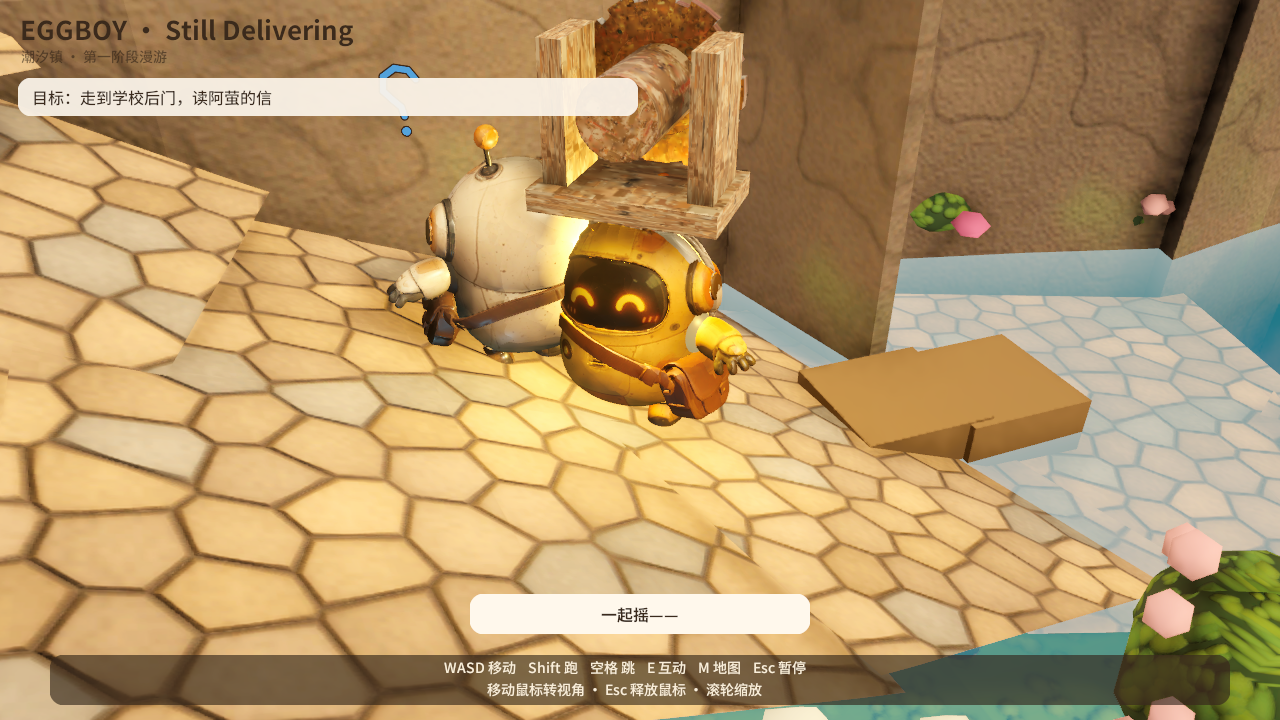 EGGBOY · Still Delivering
潮汐镇 · 第一阶段漫游
目标：走到学校后门，读阿萤的信
一起摇——
WASD 移动 Shift 跑 空格 跳 E 互动 M 地图 Esc 暂停
移动鼠标转视角 · Esc 释放鼠标 · 滚轮缩放